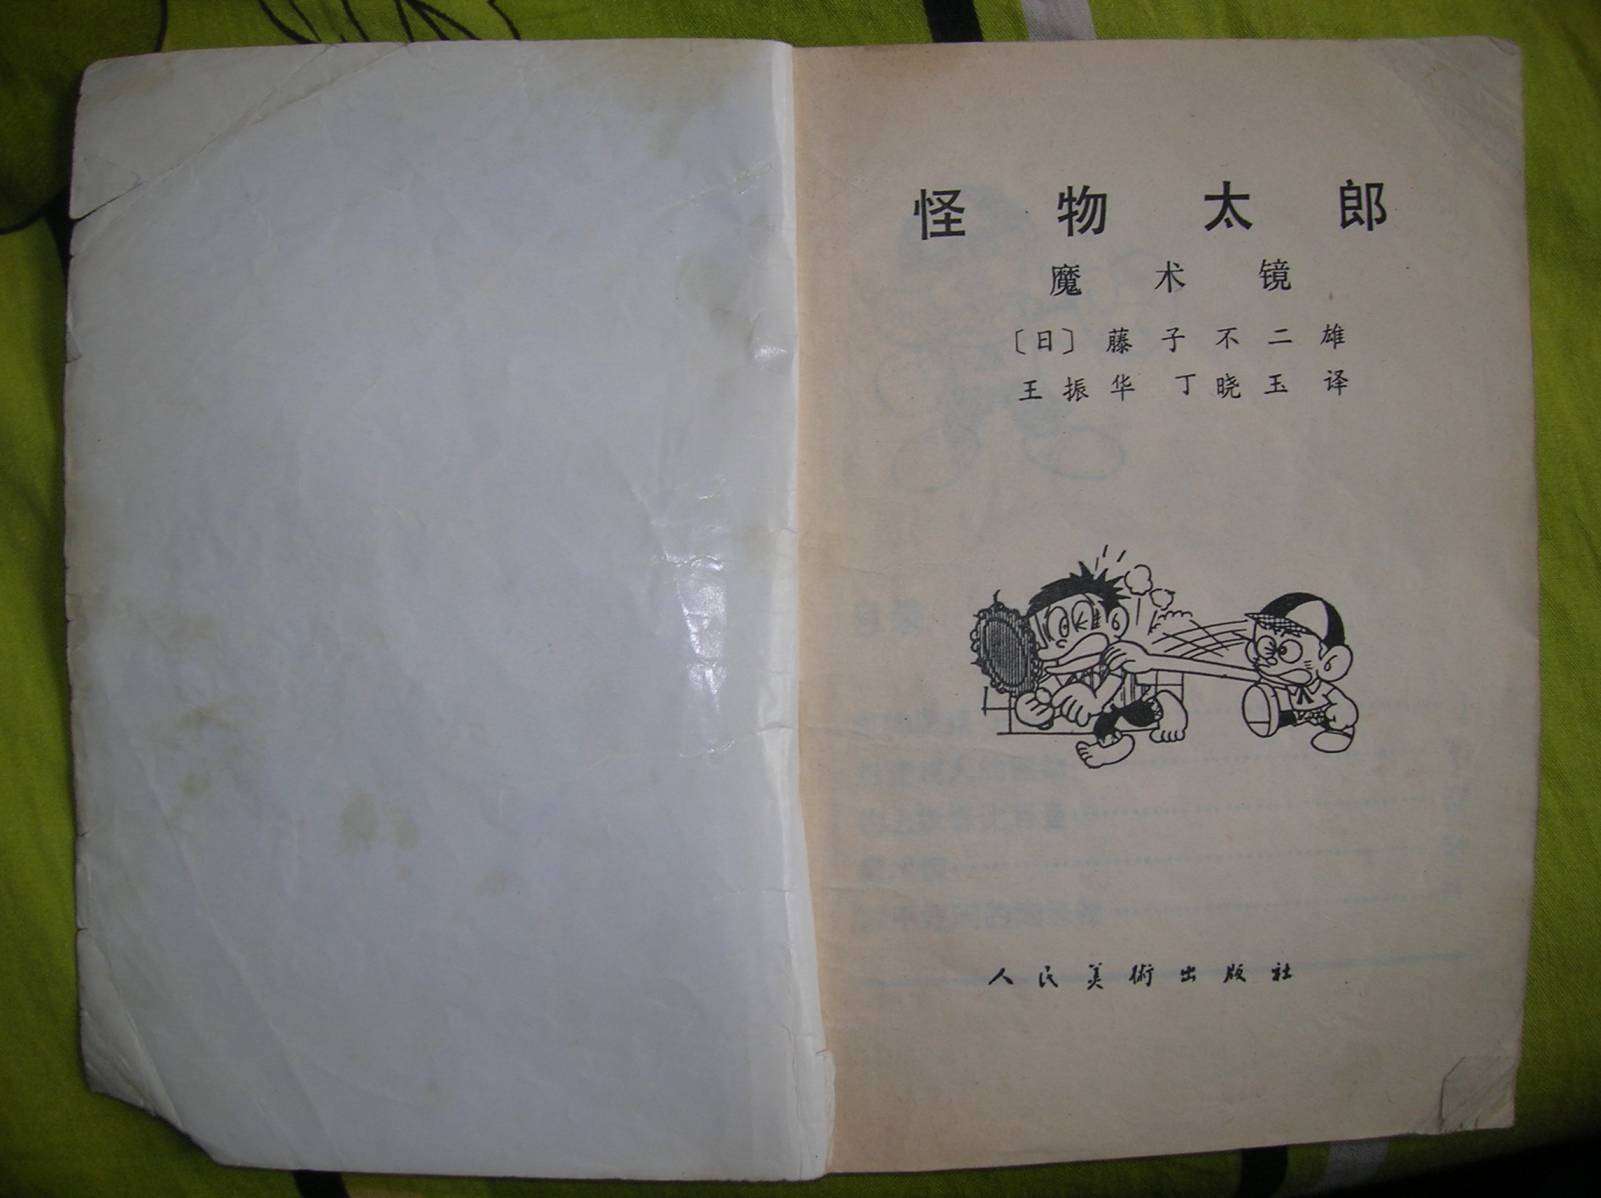 怪物太郎
魔术镜
〔日〕藤子不二雄
王振华 丁晓玉 译
人民美術出版社